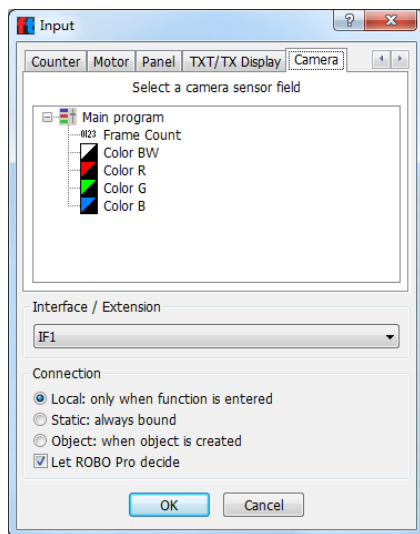 Input
Counter Motor Panel TXT/TX Display Camera
Select a camera sensor field
Main program
0123 Frame Count
Color BW
Color R
Color G
Color B
Interface / Extension
IF1
Connection
Local: only when function is entered
Static: always bound
Object: when object is created
Let ROBO Pro decide
OK Cancel